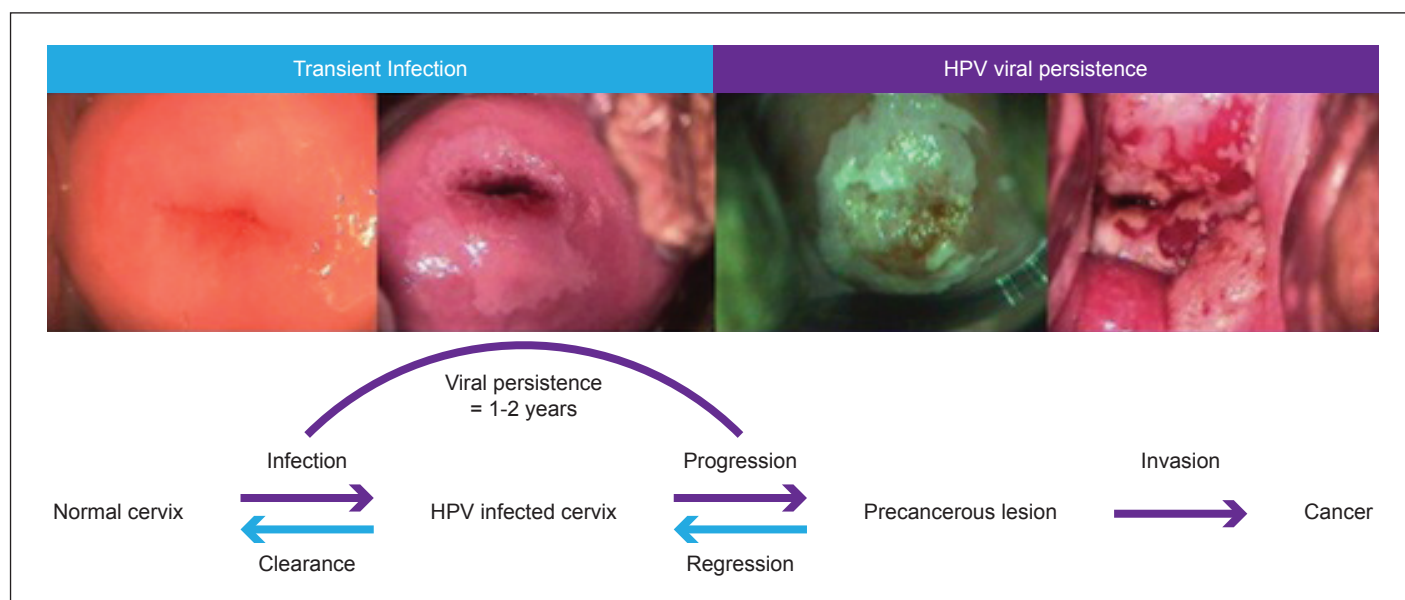 Transient Infection
HPV viral persistence
Viral persistence
= 1-2 years
Infection
Progression
Invasion
Normal cervix
HPV infected cervix
Precancerous lesion
Cancer
Clearance
Regression